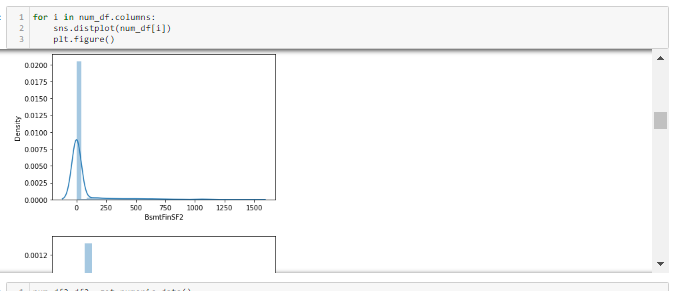 1 for i in num_df.columns:
2 sns.distplot(num_df[i])
3 plt.figure()
0.0200
0.0175
0.0150
0.0125
0.0100
0.0075
0.0050
0.0025
0.0000
Density
0 250 500 750 1000 1250 1500
BsmtFinSF2
0.0012